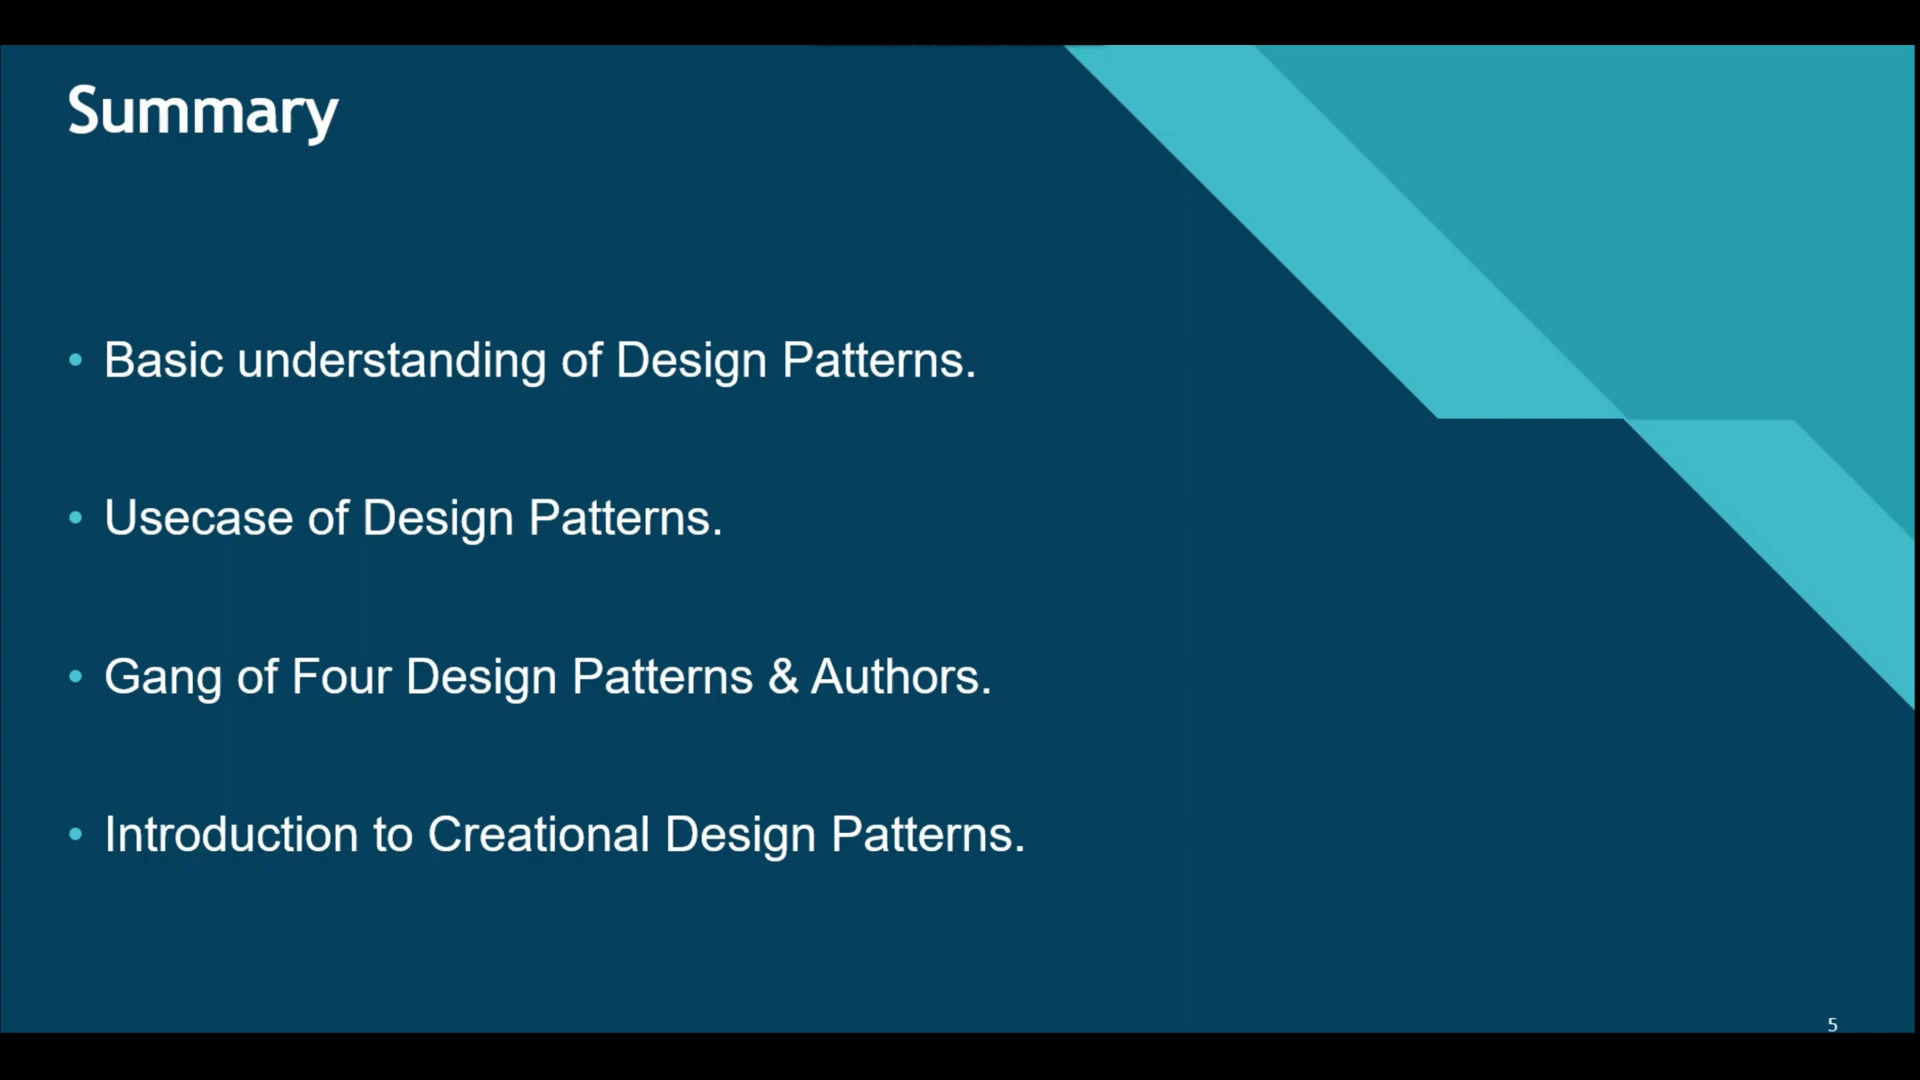 Summary
• Basic understanding of Design Patterns.
• Usecase of Design Patterns.
• Gang of Four Design Patterns & Authors.
• Introduction to Creational Design Patterns.
5